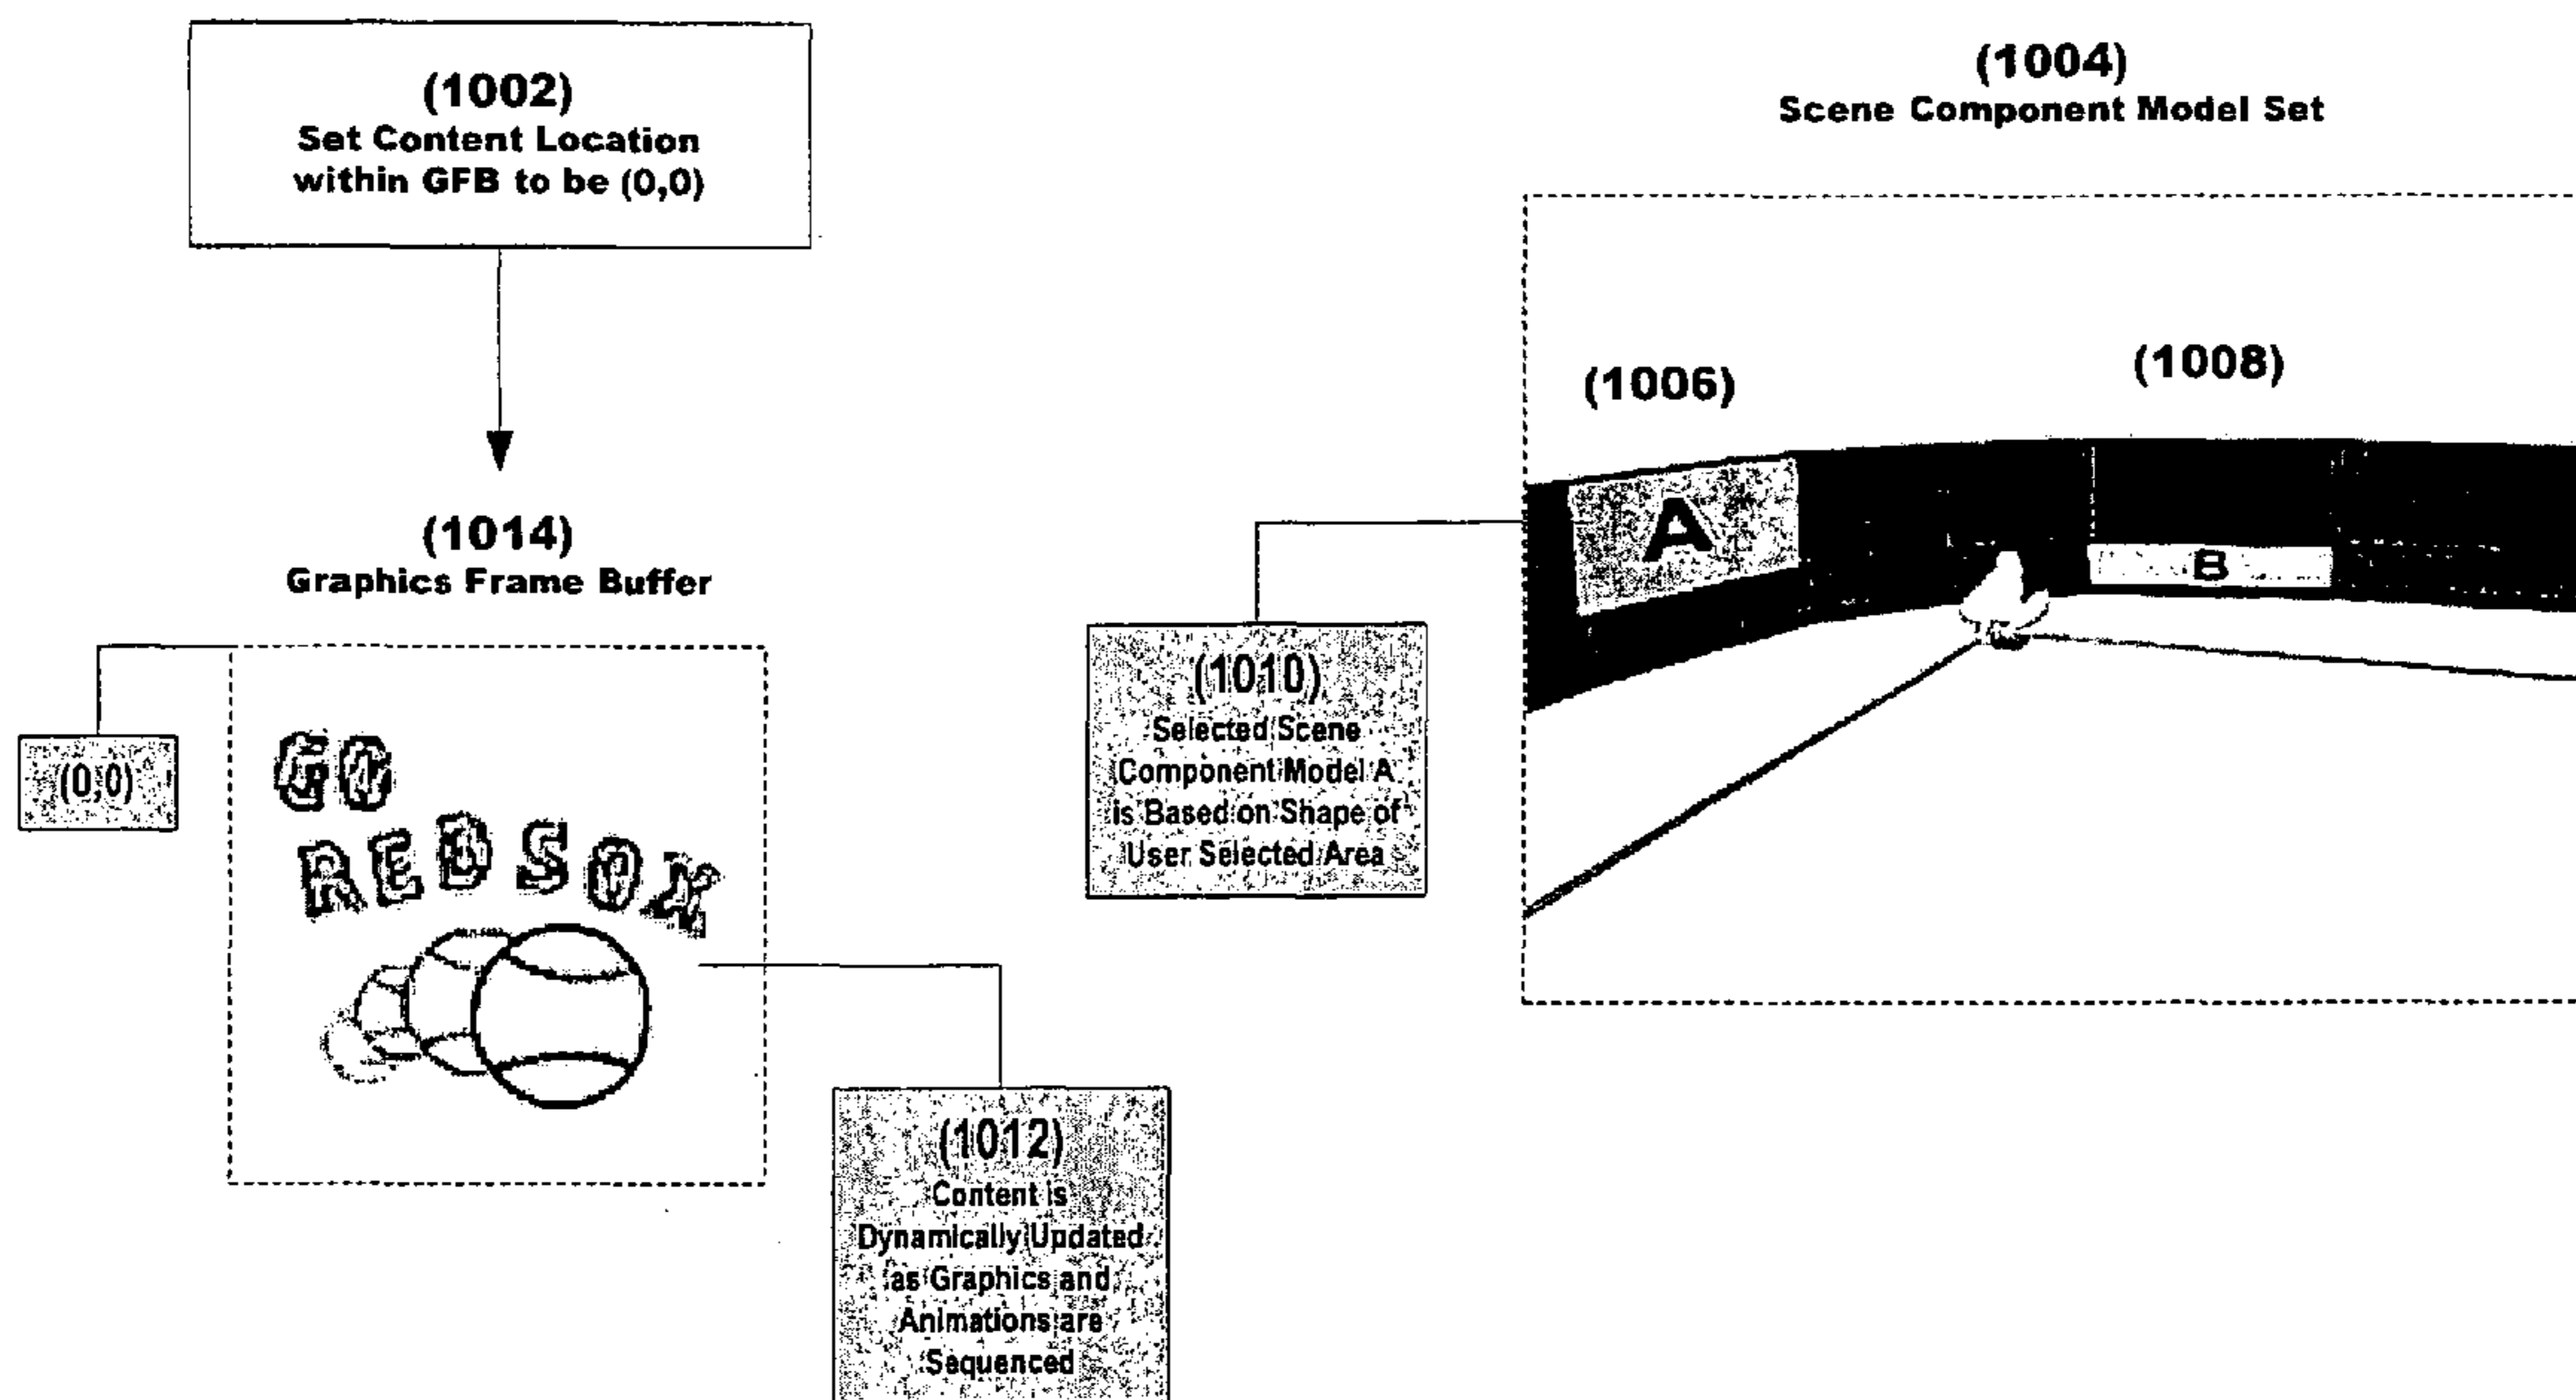 (1002)
Set Content Location
within GFB to be (0,0)
(1004)
Scene Component Model Set
(1006)
(1008)
A
B
(1014)
Graphics Frame Buffer
(0,0)
GO
RED SOX
(1010)
Selected Scene
Component Model A
is Based on Shape of
User Selected Area
(1012)
Content is
Dynamically Updated
as Graphics and
Animations are
Sequenced